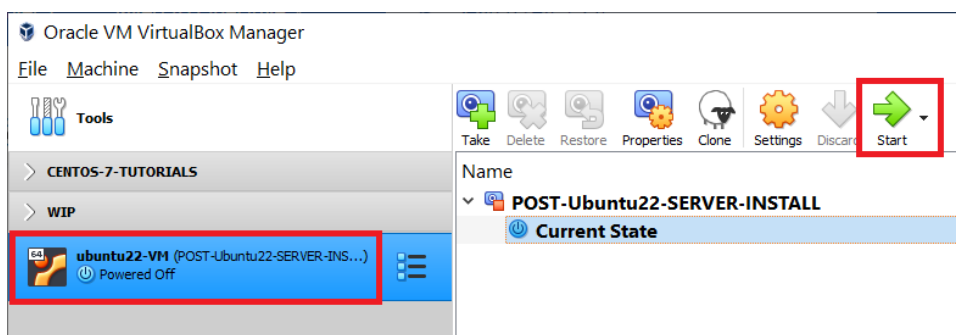 Oracle VM VirtualBox Manager
File Machine Snapshot Help
Tools
Take Delete Restore Properties Clone Settings Discard Start
CENTOS-7-TUTORIALS
WIP
64
ubuntu22-VM (POST-Ubuntu22-SERVER-INS...)
Powered Off
Name
POST-Ubuntu22-SERVER-INSTALL
Current State